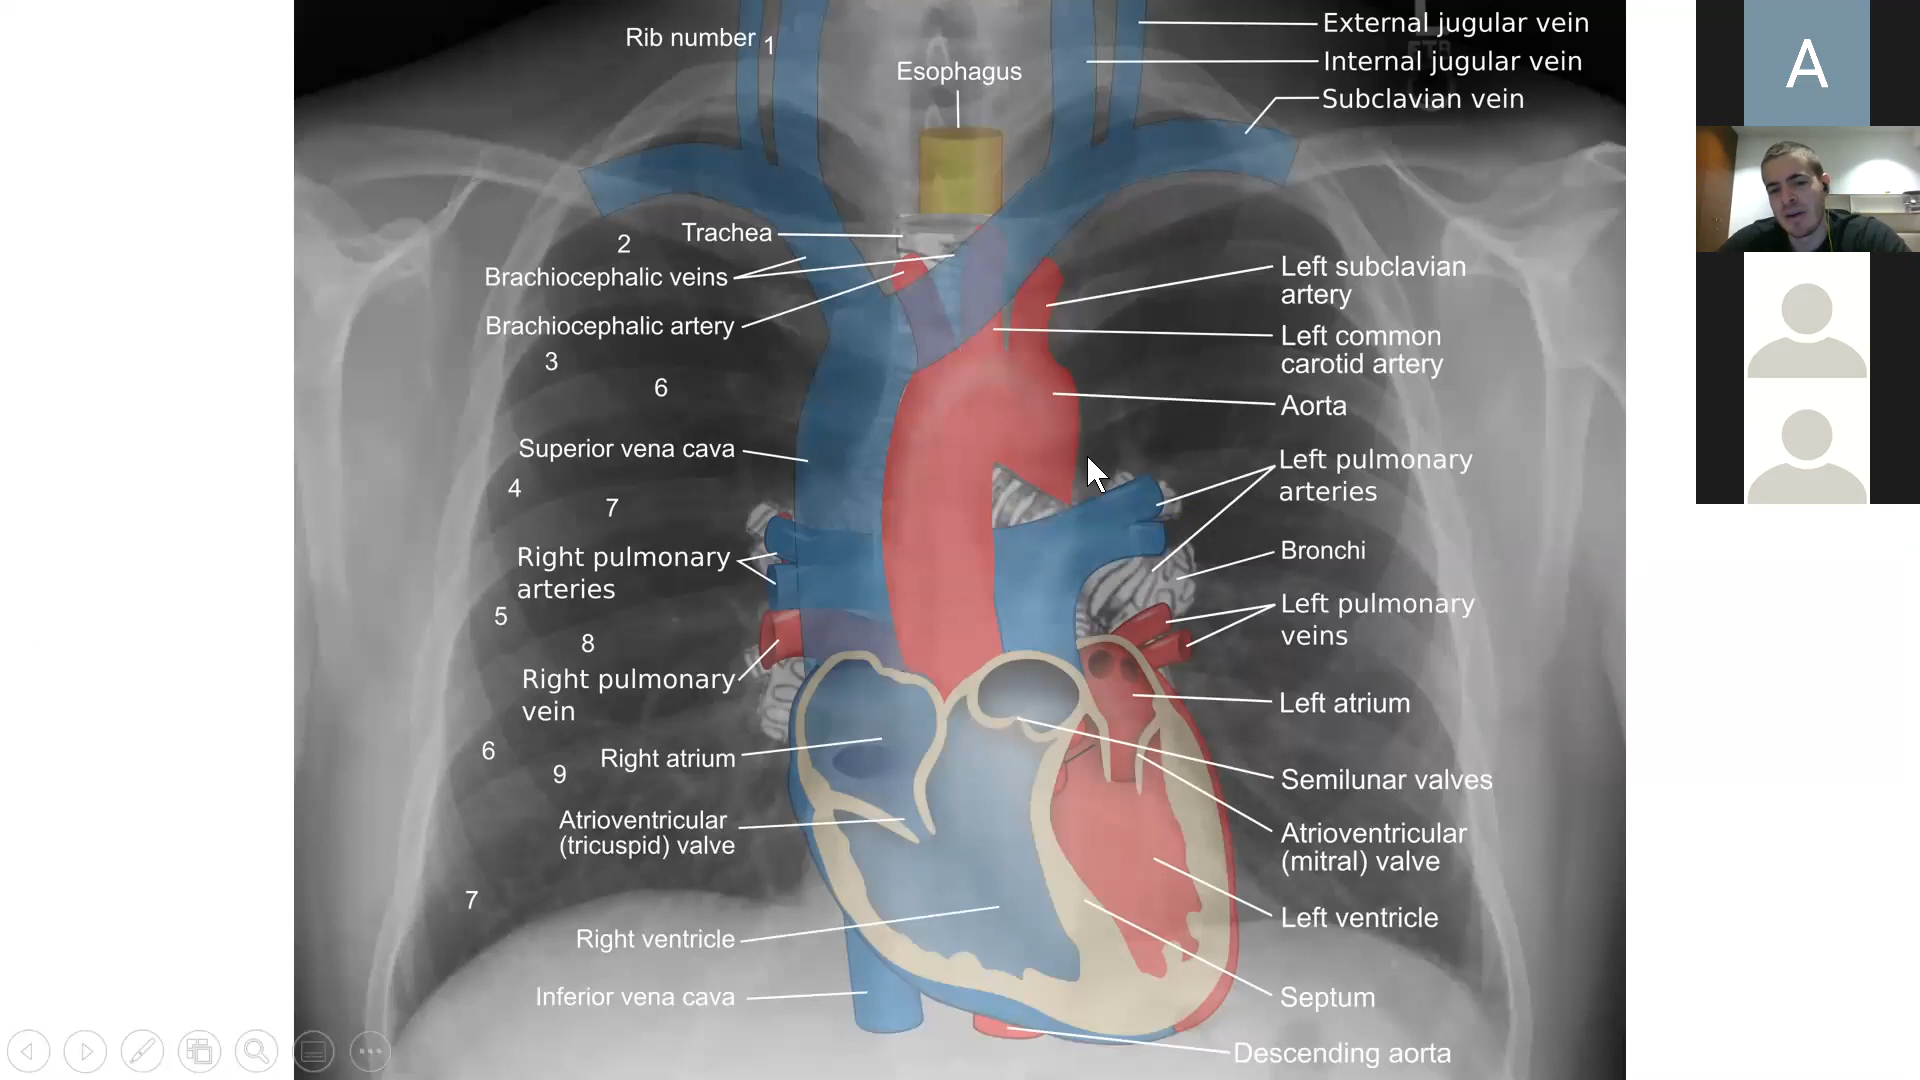 Rib number
1
Esophagus
External jugular vein
Internal jugular vein
Subclavian vein
Trachea
2
Brachiocephalic veins
Brachiocephalic artery
3
6
Superior vena cava
4
7
Right pulmonary
arteries
5
8
Right pulmonary
vein
6
9
Right atrium
Atrioventricular
(tricuspid) valve
7
Right ventricle
Inferior vena cava
Left subclavian
artery
Left common
carotid artery
Aorta
Left pulmonary
arteries
Bronchi
Left pulmonary
veins
Left atrium
Semilunar valves
Atrioventricular
(mitral) valve
Left ventricle
Septum
Descending aorta
A